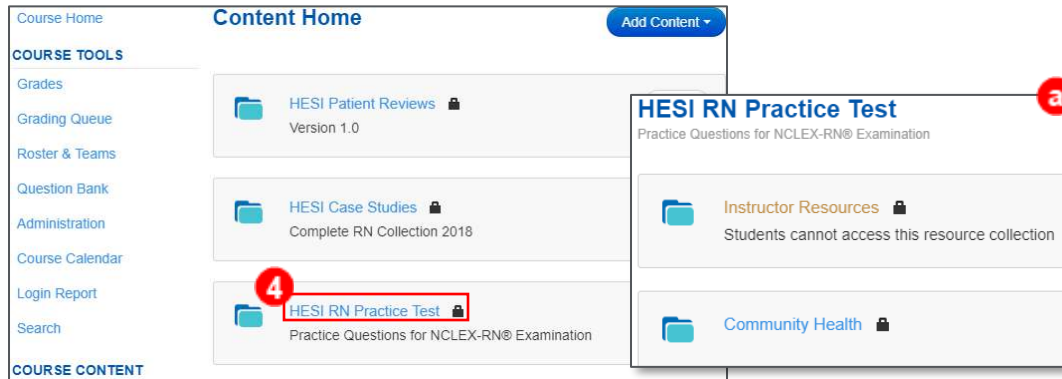 Course Home
COURSE TOOLS
Grades
Grading Queue
Roster & Teams
Question Bank
Administration
Course Calendar
Login Report
Search
COURSE CONTENT
Content Home
Add Content
HESI Patient Reviews
Version 1.0
HESI Case Studies
Complete RN Collection 2018
4
HESI RN Practice Test
Practice Questions for NCLEX-RN® Examination
a
HESI RN Practice Test
Practice Questions for NCLEX-RN® Examination
Instructor Resources
Students cannot access this resource collection
Community Health